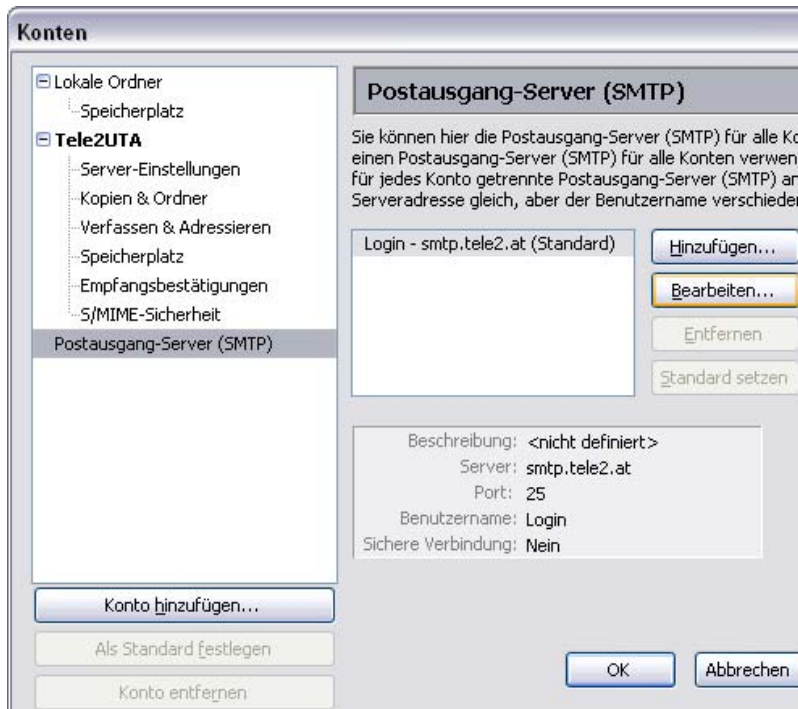 Konten
Lokale Ordner
Speicherplatz
Tele2UTA
Server-Einstellungen
Kopien & Ordner
Verfassen & Adressieren
Speicherplatz
Empfangsbestätigungen
S/MIME-Sicherheit
Postausgang-Server (SMTP)
Konto hinzufügen...
Als Standard festlegen
Konto entfernen
Postausgang-Server (SMTP)
Sie können hier die Postausgang-Server (SMTP) für alle Ko
einen Postausgang-Server (SMTP) für alle Konten verwen
für jedes Konto getrennte Postausgang-Server (SMTP) an
Serveradresse gleich, aber der Benutzername verschieden
Login - smtp.tele2.at (Standard)
Hinzufügen...
Bearbeiten...
Entfernen
Standard setzen
Beschreibung: <nicht definiert>
Server: smtp.tele2.at
Port: 25
Benutzername: Login
Sichere Verbindung: Nein
OK
Abbrechen